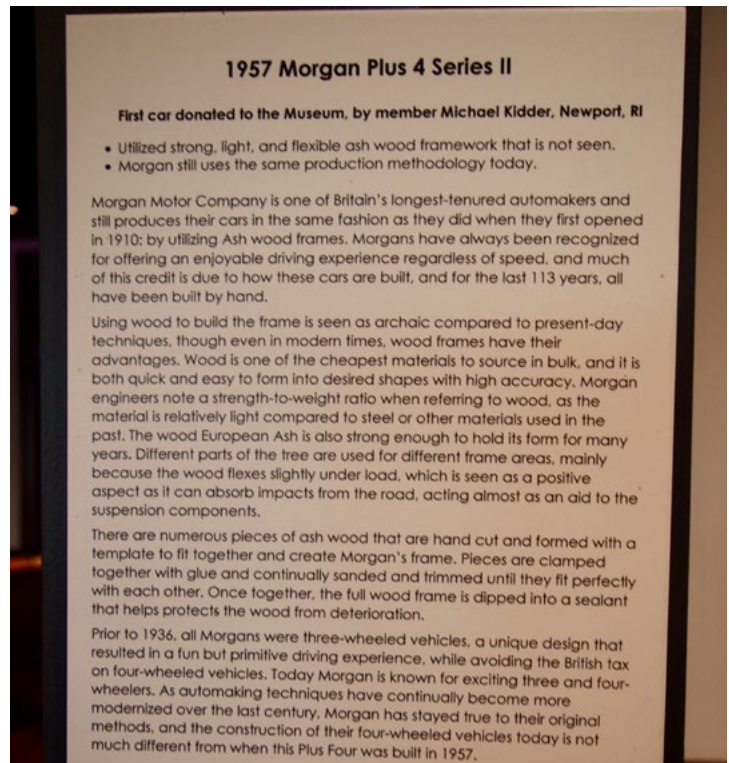 1957 Morgan Plus 4 Series II
First car donated to the Museum, by member Michael Kidder, Newport, RI
• Utilized strong, light, and flexible ash wood framework that is not seen.
• Morgan still uses the same production methodology today.
Morgan Motor Company is one of Britain's longest-tenured automakers and
still produces their cars in the same fashion as they did when they first opened
in 1910: by utilizing Ash wood frames. Morgans have always been recognized
for offering an enjoyable driving experience regardless of speed, and much
of this credit is due to how these cars are built, and for the last 113 years, all
have been built by hand.
Using wood to build the frame is seen as archaic compared to present-day
techniques, though even in modern times, wood frames have their
advantages. Wood is one of the cheapest materials to source in bulk, and it is
both quick and easy to form into desired shapes with high accuracy. Morgan
engineers note a strength-to-weight ratio when referring to wood, as the
material is relatively light compared to steel or other materials used in the
past. The wood European Ash is also strong enough to hold its form for many
years. Different parts of the tree are used for different frame areas, mainly
because the wood flexes slightly under load, which is seen as a positive
aspect as it can absorb impacts from the road, acting almost as an aid to the
suspension components.
There are numerous pieces of ash wood that are hand cut and formed with a
template to fit together and create Morgan's frame. Pieces are clamped
together with glue and continually sanded and trimmed until they fit perfectly
with each other. Once together, the full wood frame is dipped into a sealant
that helps protects the wood from deterioration.
Prior to 1936, all Morgans were three-wheeled vehicles, a unique design that
resulted in a fun but primitive driving experience, while avoiding the British tax
on four-wheeled vehicles. Today Morgan is known for exciting three and four-
wheelers. As automaking techniques have continually become more
modernized over the last century, Morgan has stayed true to their original
methods, and the construction of their four-wheeled vehicles today is not
much different from when this Plus Four was built in 1957.